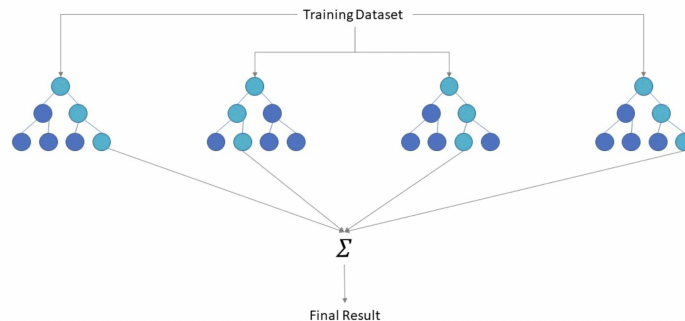 Training Dataset
Σ
Final Result